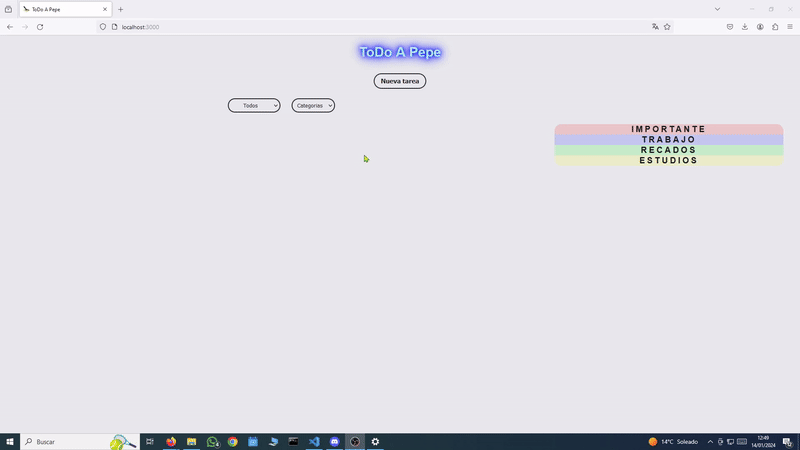 ToDo A Pepe
localhost:3000
ToDo A Pepe
Nueva tarea
Todos
Categorias
IMPORTANTE
TRABAJO
RECADOS
ESTUDIOS
Buscar
14°C Soleado
12:49
14/01/2024